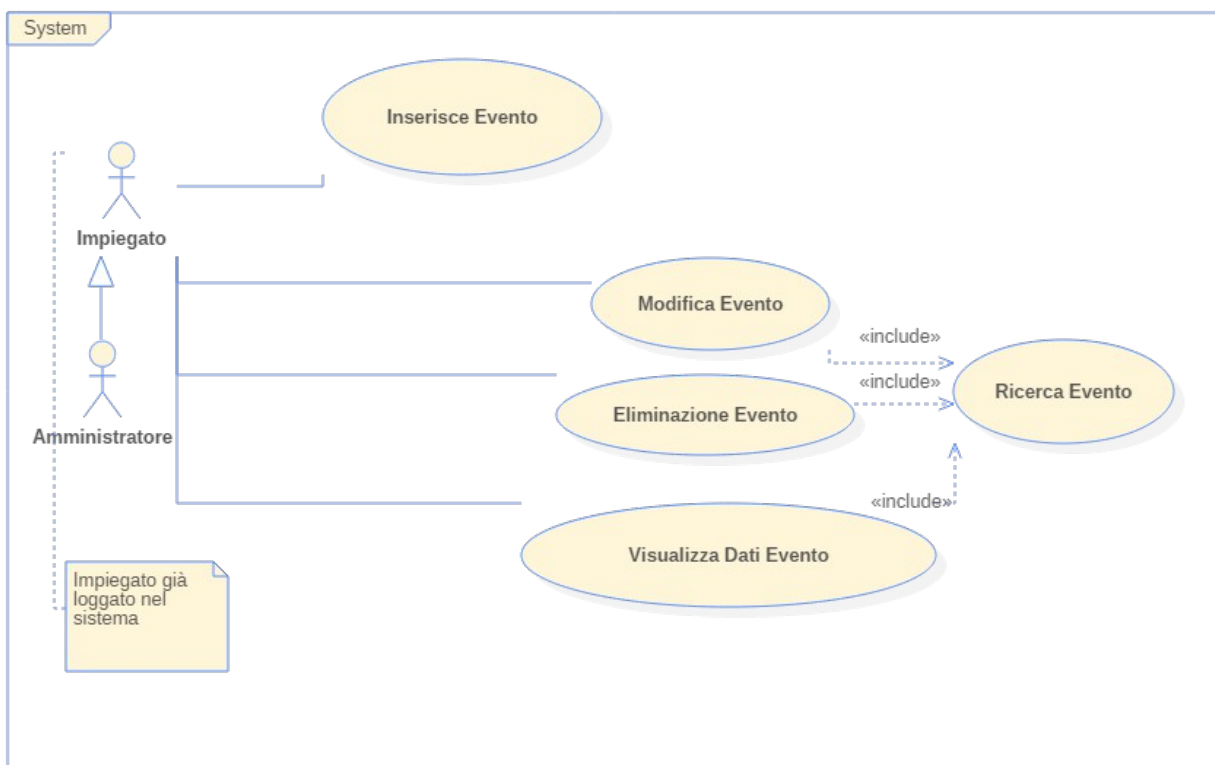 System
Inserisce Evento
Impiegato
Modifica Evento
«include»
«include»
Ricerca Evento
Eliminazione Evento
Amministratore
«include»
Visualizza Dati Evento
Impiegato già
loggato nel
sistema